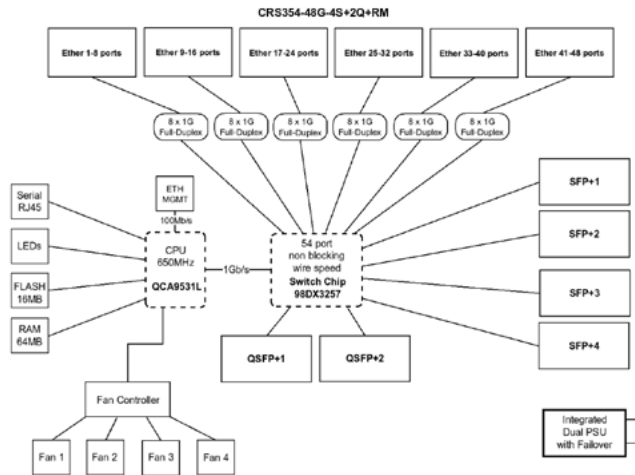 CRS354-48G-4S+2Q+RM
Ether 1-8 ports
Ether 9-16 ports
Ether 17-24 ports
Ether 25-32 ports
Ether 33-40 ports
Ether 41-48 ports
8 x 1G
Full-Duplex
8 x 1G
Full-Duplex
8 x 1G
Full-Duplex
8 x 1G
Full-Duplex
8 x 1G
Full-Duplex
8 x 1G
Full-Duplex
Serial
RJ45
LEDs
FLASH
16MB
RAM
64MB
ETH
MGMT
100Mb/s
CPU
650MHz
QCA9531L
1Gb/s
54 port
non blocking
wire speed
Switch Chip
98DX3257
SFP+1
SFP+2
SFP+3
SFP+4
QSFP+1
QSFP+2
Fan Controller
Fan 1
Fan 2
Fan 3
Fan 4
Integrated
Dual PSU
with Failover